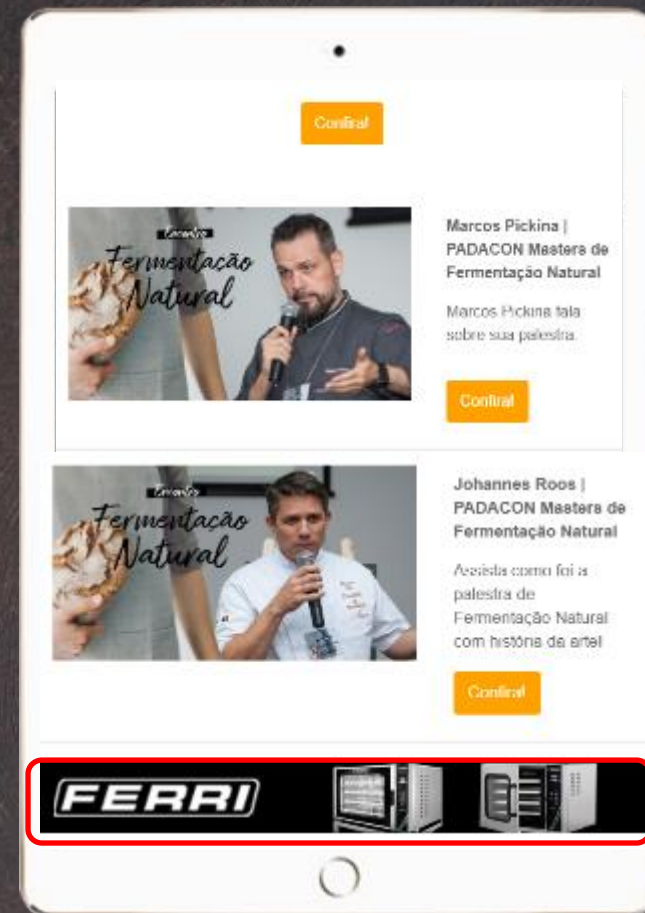 Confira!
Encontro
Fermentação
Natural
Marcos Pickina |
PADACON Masters de
Fermentação Natural
Marcos Pickina fala
sobre sua palestra.
Confira!
Encontro
Fermentação
Natural
Johannes Roos |
PADACON Masters de
Fermentação Natural
Assista como foi a
palestra de
Fermentação Natural
com história da arte!
Confira!
FERRI